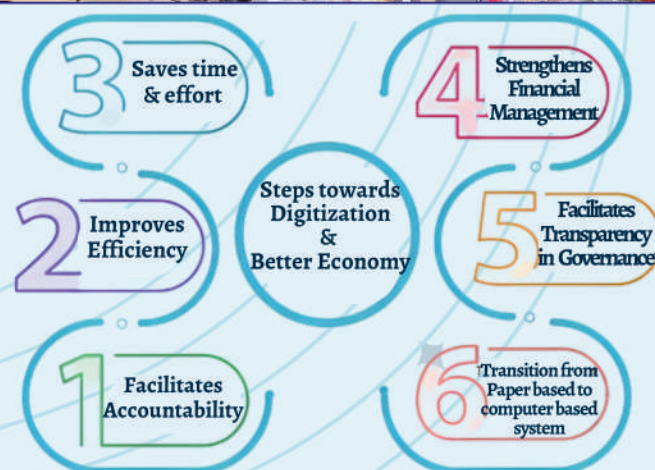 3
Saves time
& effort
4
Strengthens
Financial
Management
2
Improves
Efficiency
Steps towards
Digitization
&
Better Economy
5
Facilitates
Transparency
in Governance
1
Facilitates
Accountability
6
Transition from
Paper based to
computer based
system